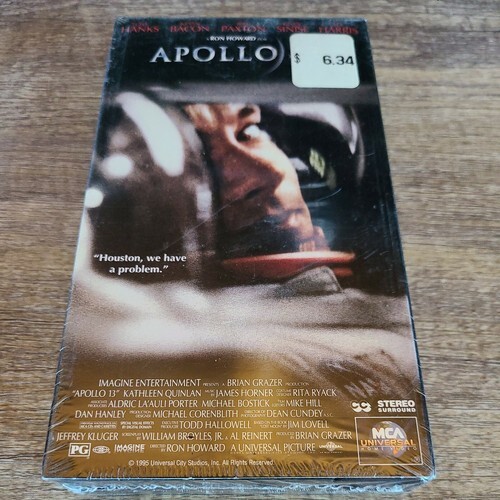 HANKS BACON PAXTON SINISE HARRIS
A RON HOWARD FILM
APOLLO
$ 6.34
"Houston, we have
a problem."
IMAGINE ENTERTAINMENT PRESENTS A BRIAN GRAZER PRODUCTION
"APOLLO 13" KATHLEEN QUINLAN JAMES HORNER RITA RYACK
ALDRIC LA'AULI PORTER MICHAEL BOSTICK MIKE HILL
DAN HANLEY MICHAEL CORENBLITH DEAN CUNDEY A.S.C.
TODD HALLOWELL JIM LOVELL
JEFFREY KLUGER WILLIAM BROYLES, JR. & AL REINERT BRIAN GRAZER
PG IMAGINE RON HOWARD A UNIVERSAL PICTURE UNIVERSAL
STEREO
SURROUND
MCA
UNIVERSAL
© 1995 Universal City Studios, Inc. All Rights Reserved